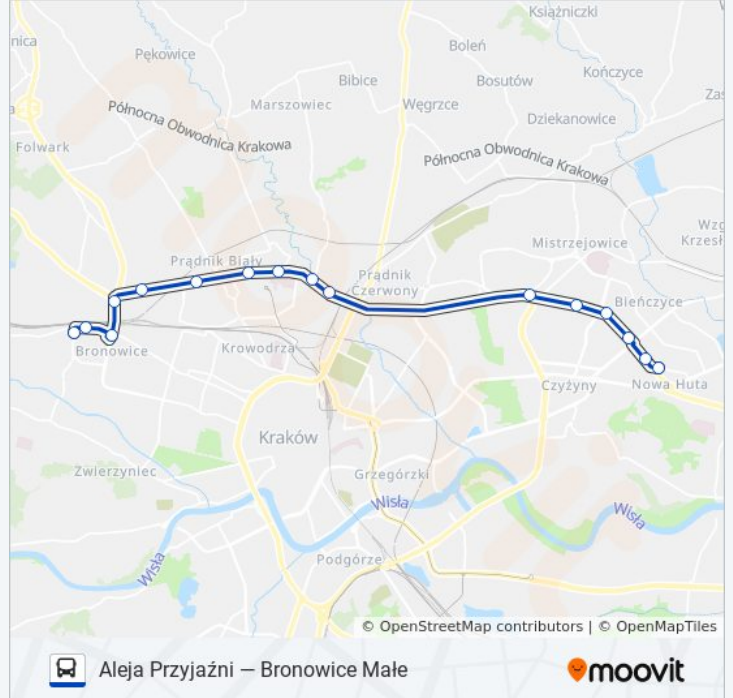 Książniczki
nica
Pękowice
Boleń
Kończyce
Bibice
Bosutów
Zas
a
Marszowiec
Węgrzce
Dziekanowice
Północna Obwodnica Krakowa
Folwark
Północna Obwodnica Krakowa
Wzg
Krzesł
Mistrzejowice
Prądnik Biały
Prądnik
Czerwony
Bieńczyce
Bronowice
Krowodrza
Czyżyny
Nowa Huta
Kraków
Zwierzyniec
Grzegórzki
Wisła
Wisła
Wisła
Podgórze
© OpenStreetMap contributors | © OpenMapTiles
Aleja Przyjaźni — Bronowice Małe
moovit